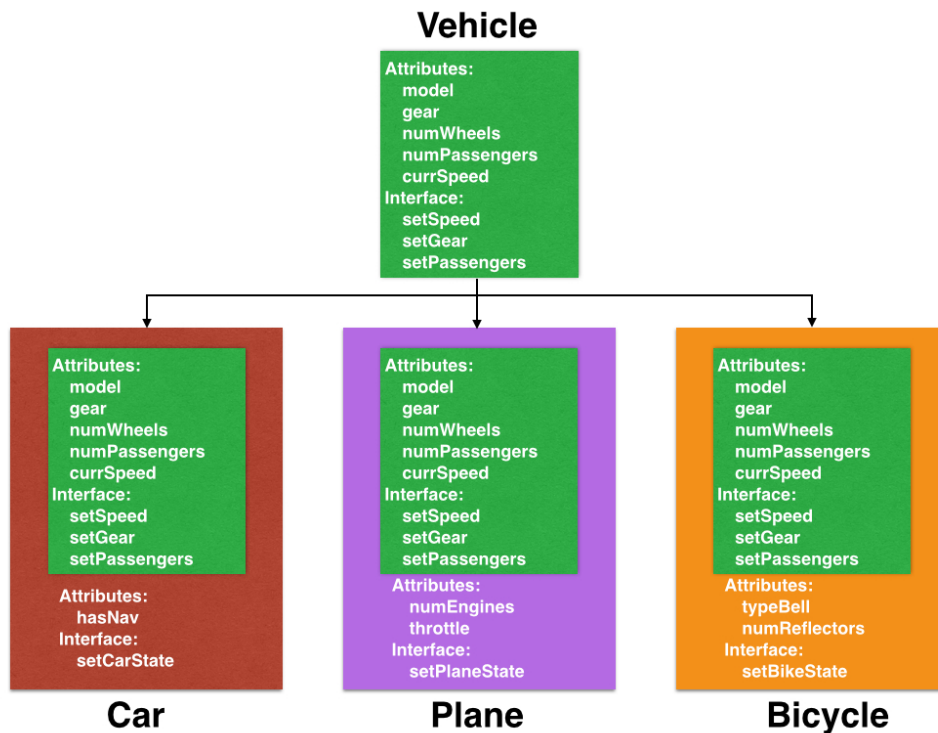 Vehicle
Attributes:
model
gear
numWheels
numPassengers
currSpeed
Interface:
setSpeed
setGear
setPassengers
Attributes:
model
gear
numWheels
numPassengers
currSpeed
Interface:
setSpeed
setGear
setPassengers
Attributes:
hasNav
Interface:
setCarState
Car
Attributes:
model
gear
numWheels
numPassengers
currSpeed
Interface:
setSpeed
setGear
setPassengers
Attributes:
numEngines
throttle
Interface:
setPlaneState
Plane
Attributes:
model
gear
numWheels
numPassengers
currSpeed
Interface:
setSpeed
setGear
setPassengers
Attributes:
typeBell
numReflectors
Interface:
setBikeState
Bicycle